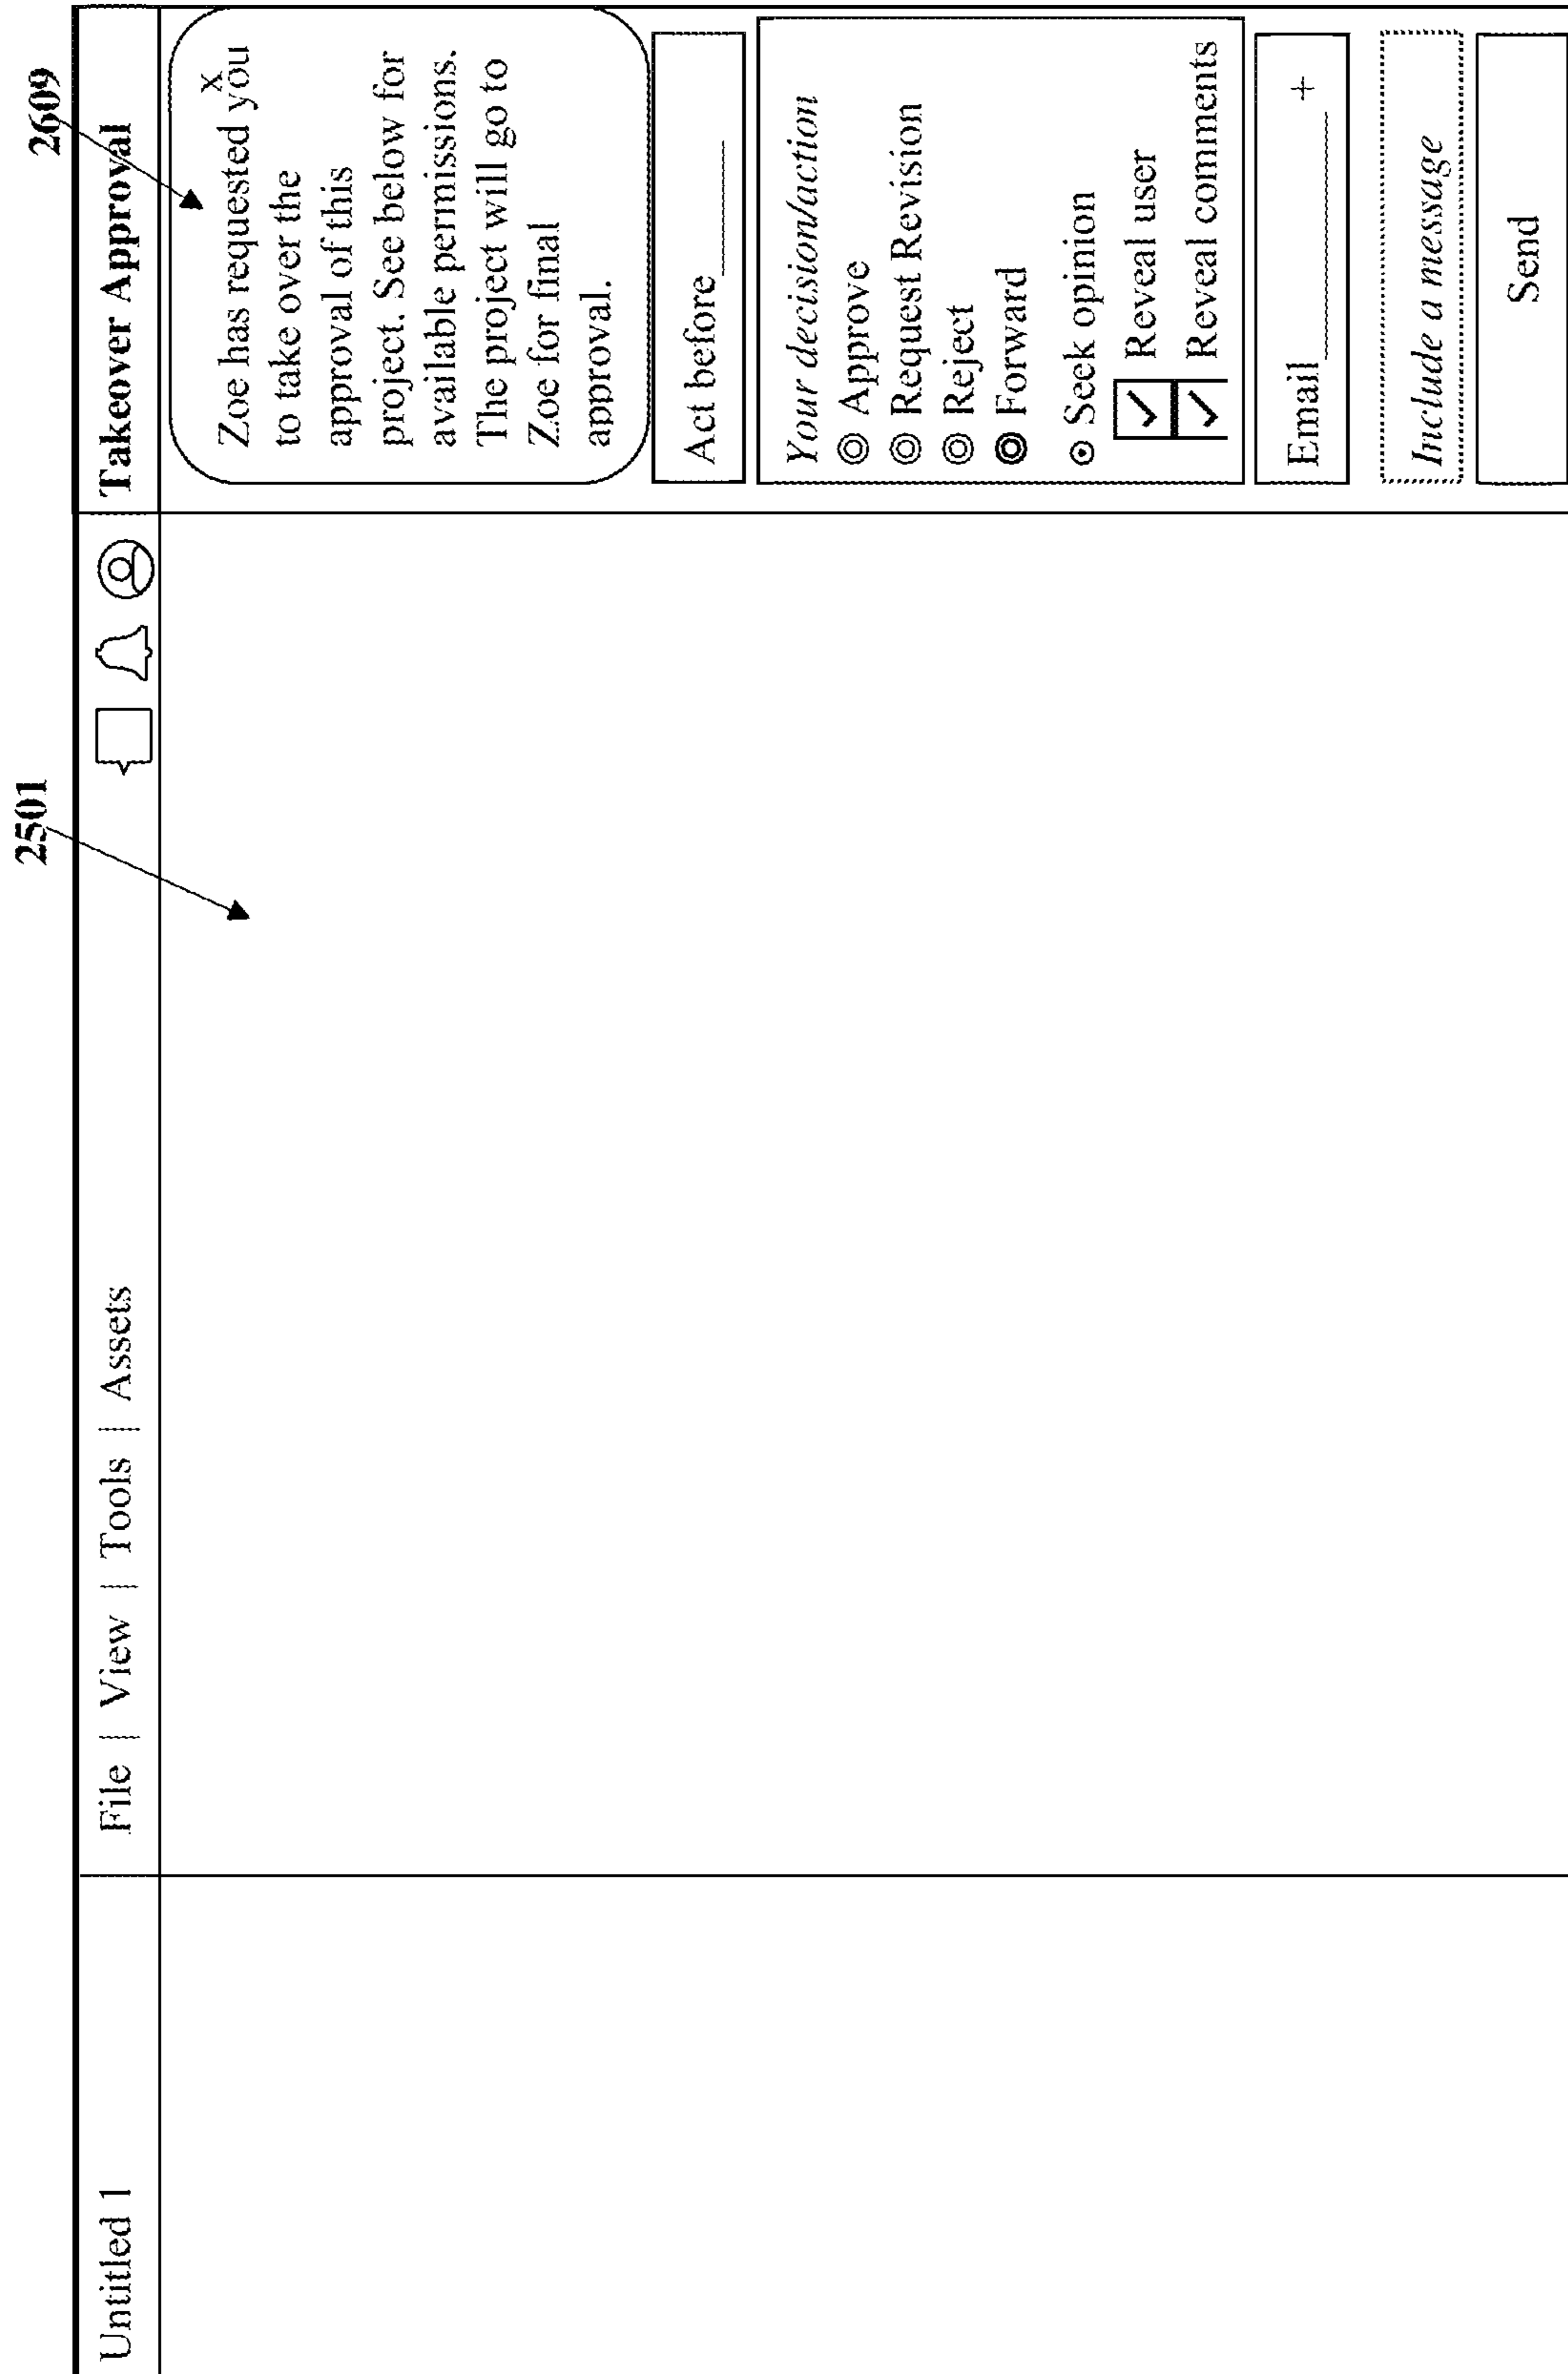 2501
2609
Untitled 1
File | View | Tools | Assets
Takeover Approval
x
Zoe has requested you
to take over the
approval of this
project. See below for
available permissions.
The project will go to
Zoe for final
approval.
Act before ______
Your decision/action
Approve
Request Revision
Reject
Forward
Seek opinion
Reveal user
Reveal comments
Email __________ +
Include a message
Send